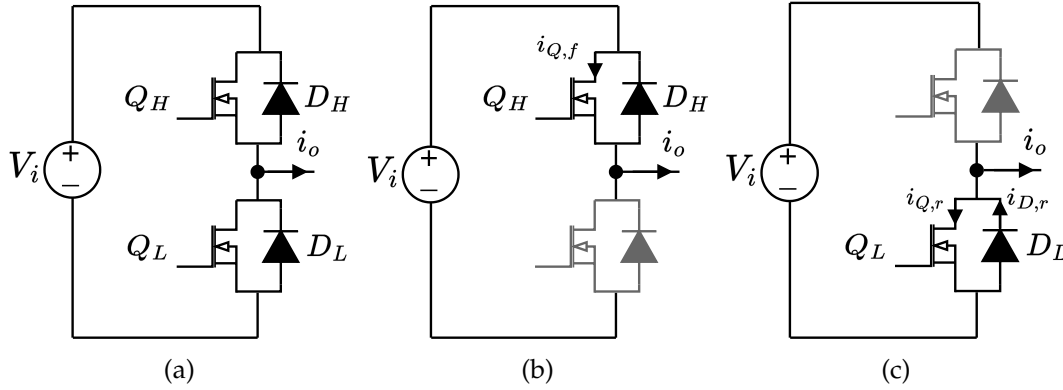 i_{Q,f} i_{Q,r} i_{D,r}
Q_H D_H Q_H D_H
V_i + − i_o V_i + − i_o V_i + − i_o
Q_L D_L Q_L D_L
(a) (b) (c)